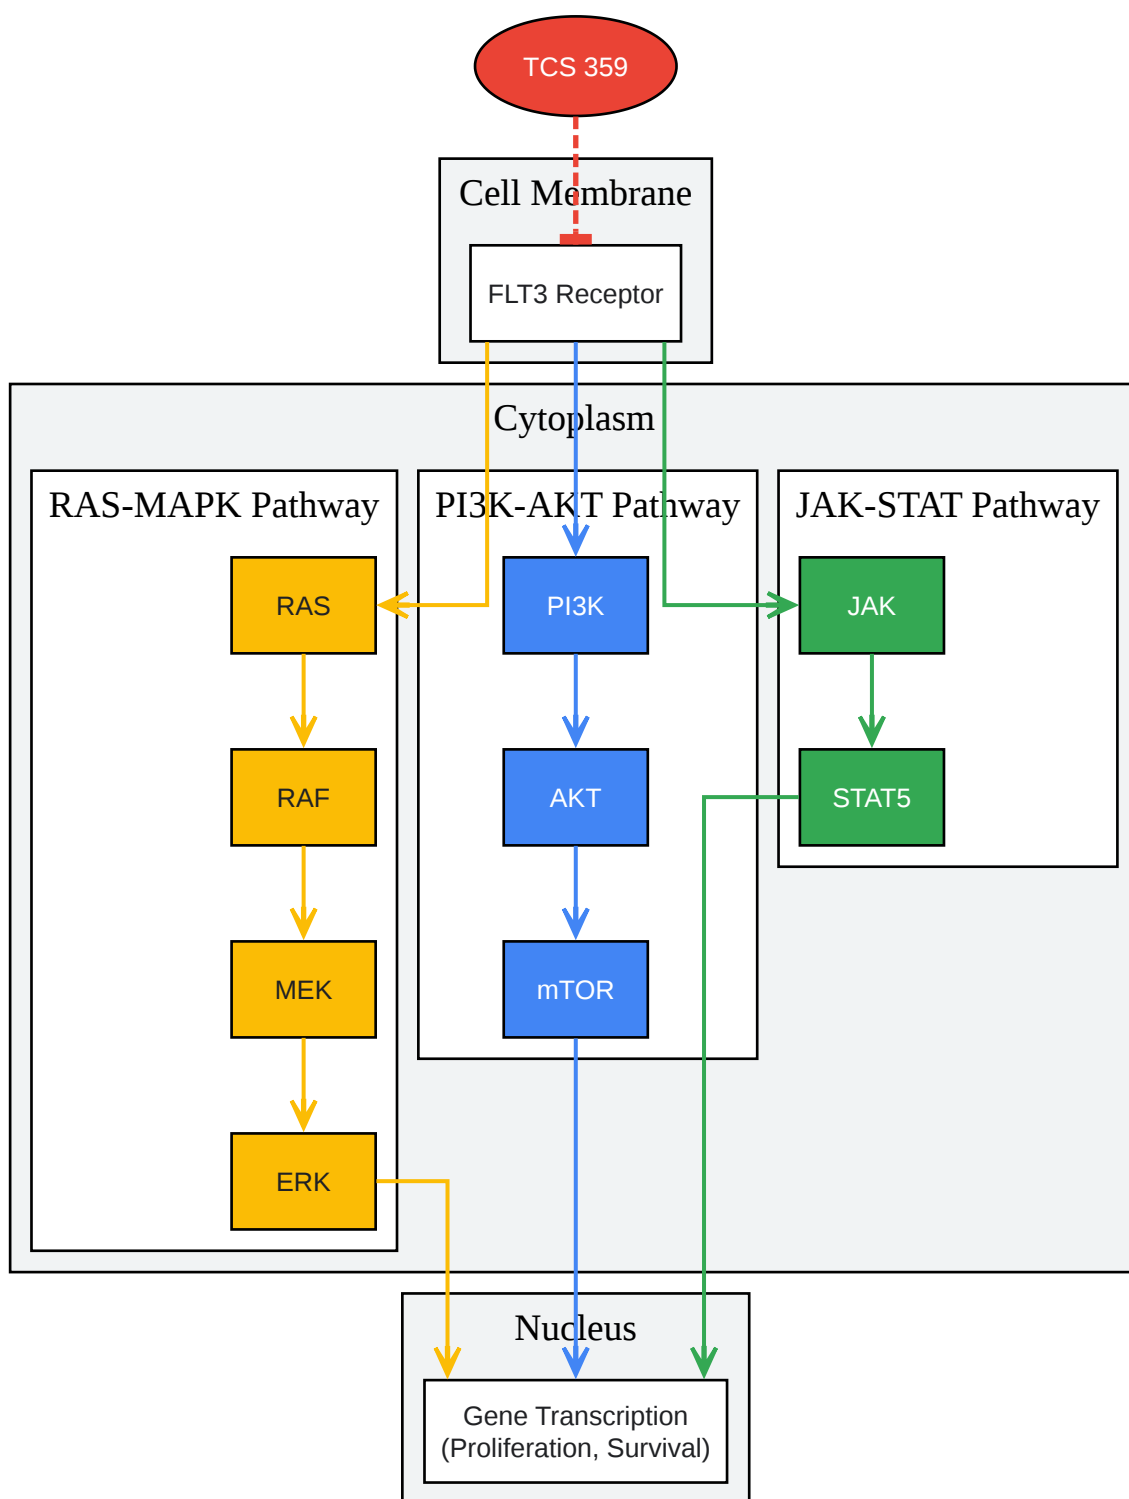 TCS 359
Cell Membrane
FLT3 Receptor
Cytoplasm
RAS-MAPK Pathway
PI3K-AKT Pathway
JAK-STAT Pathway
RAS
PI3K
JAK
RAF
AKT
STAT5
MEK
mTOR
ERK
Nucleus
Gene Transcription
(Proliferation, Survival)